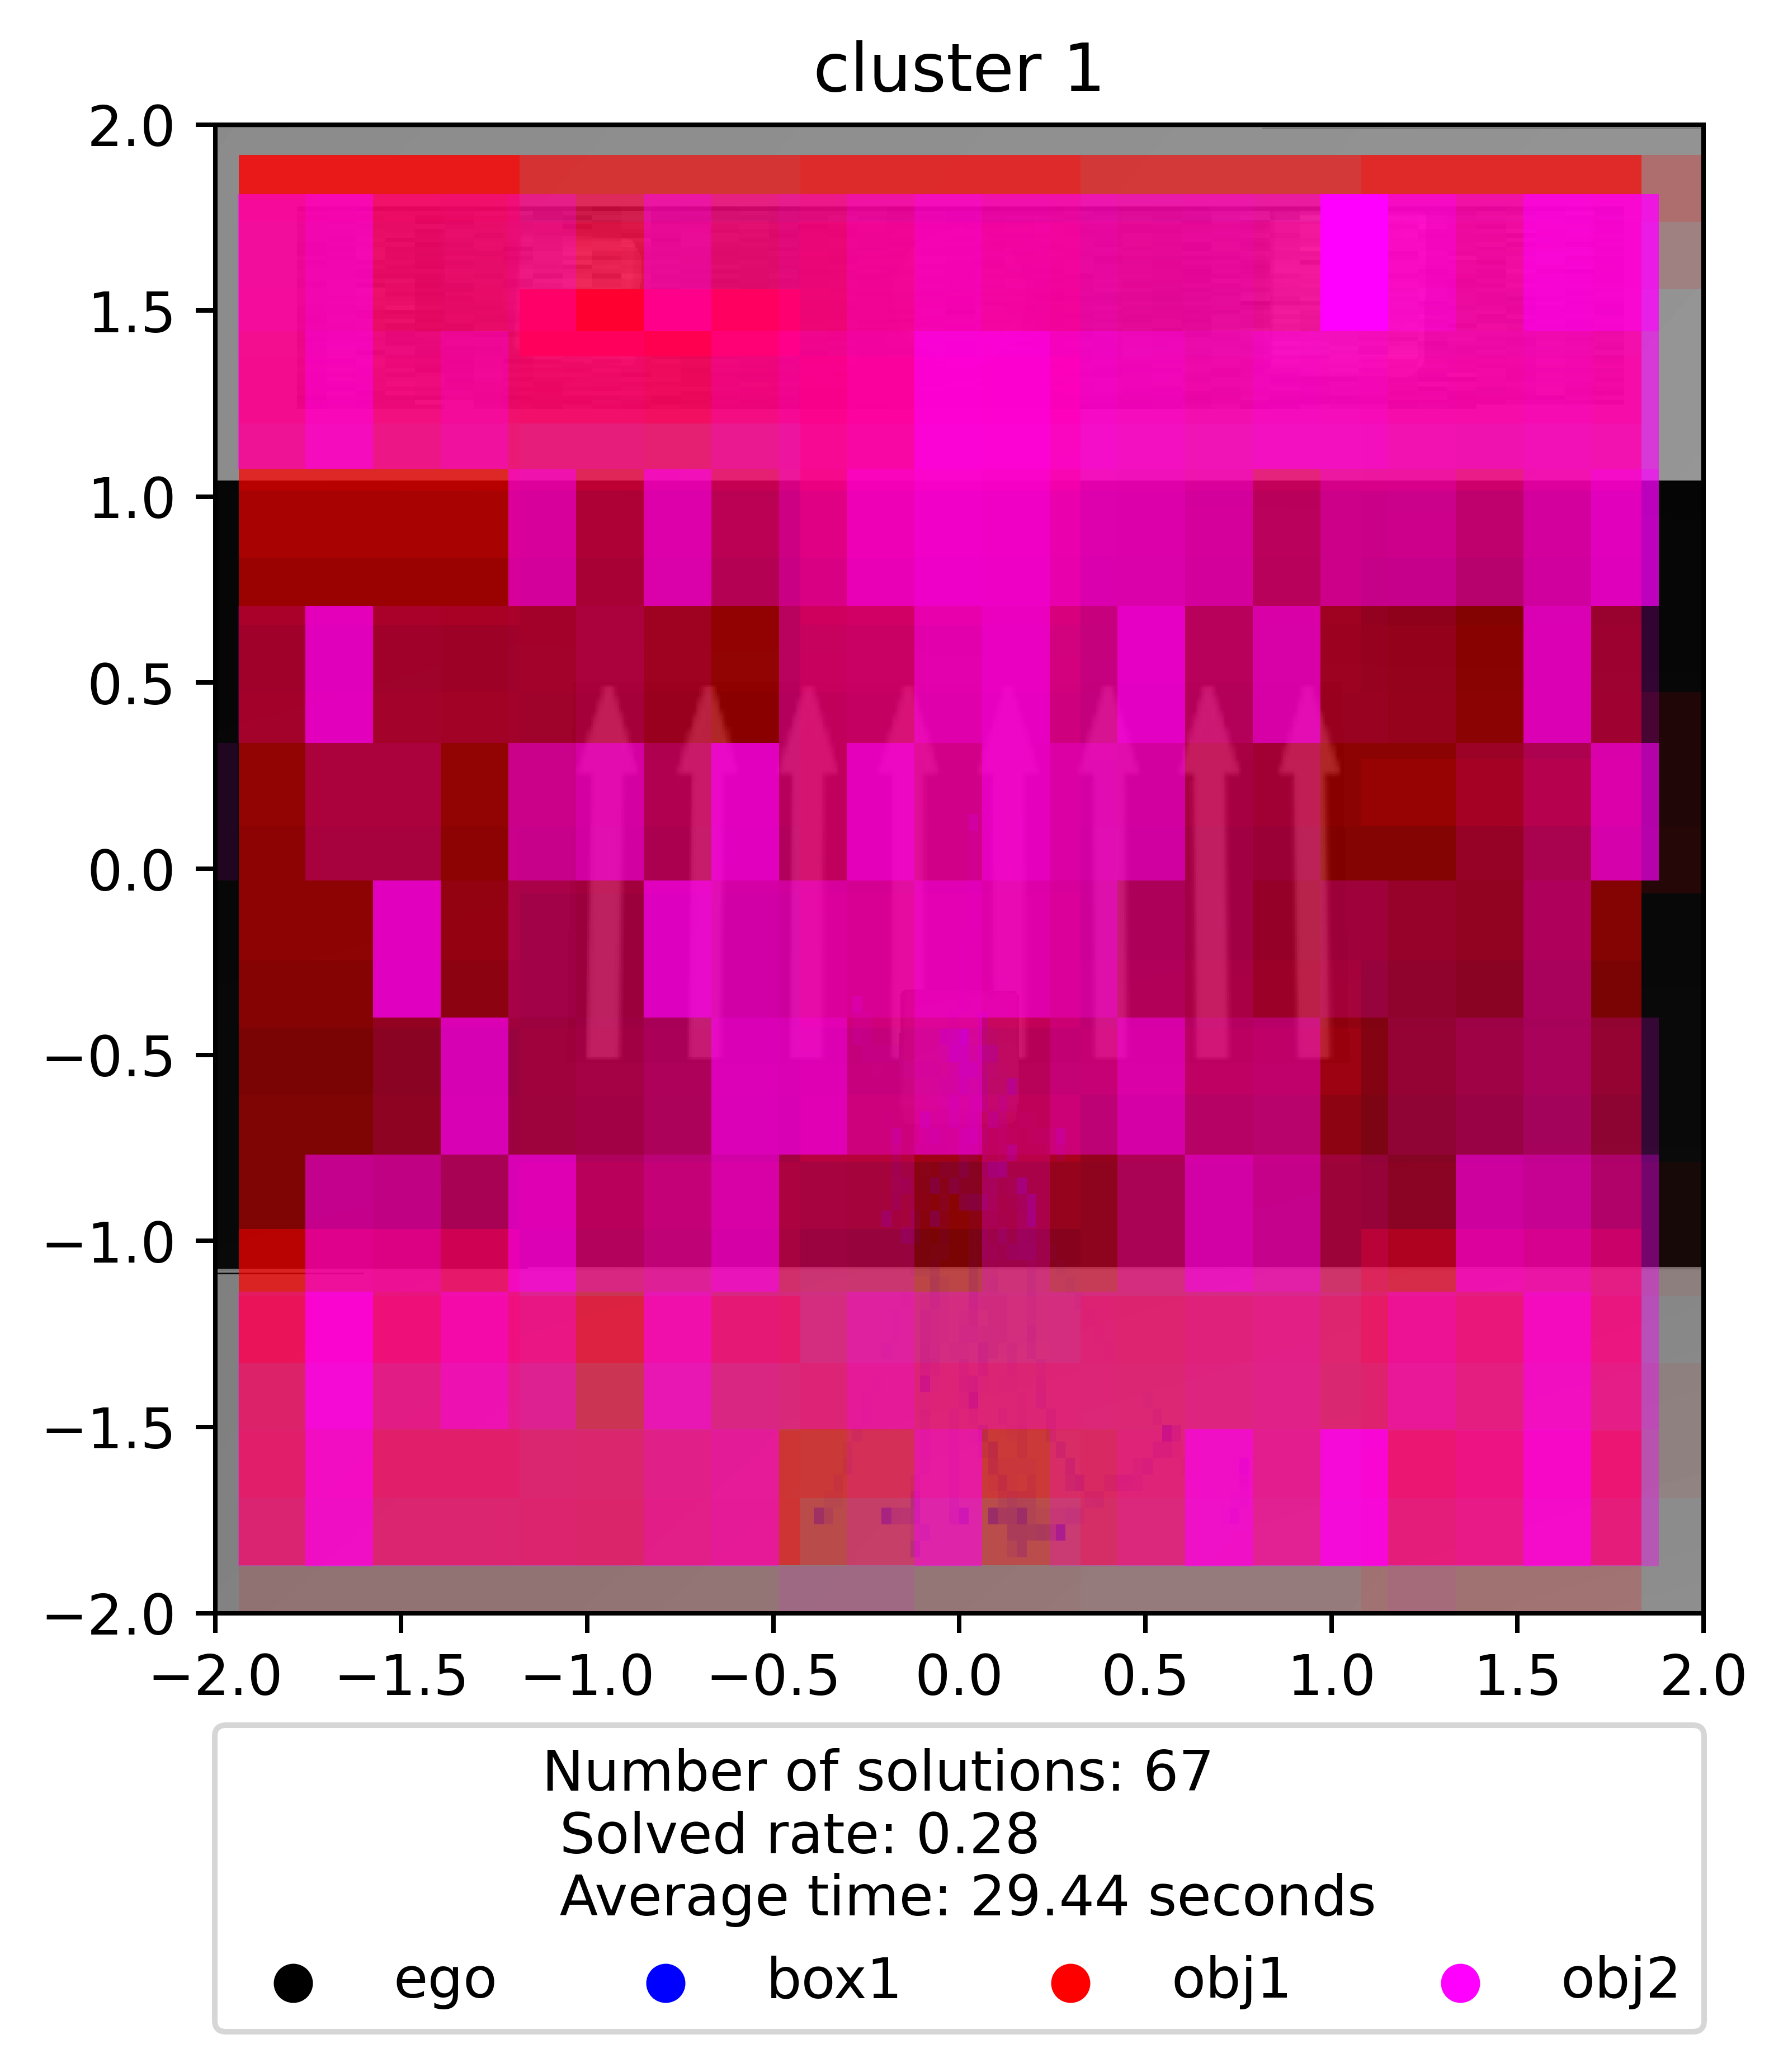 cluster 1
2.0
1.5
1.0
0.5
0.0
−0.5
−1.0
−1.5
−2.0
−2.0 −1.5 −1.0 −0.5 0.0 0.5 1.0 1.5 2.0
Number of solutions: 67
Solved rate: 0.28
Average time: 29.44 seconds
ego box1 obj1 obj2